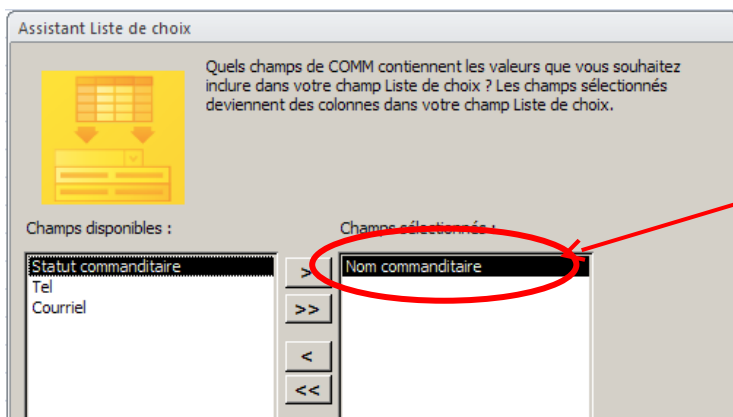 Assistant Liste de choix
Quels champs de COMM contiennent les valeurs que vous souhaitez
inclure dans votre champ Liste de choix ? Les champs sélectionnés
deviennent des colonnes dans votre champ Liste de choix.
Champs disponibles :
Champs sélectionnés :
Statut commanditaire
Tel
Courriel
>
>>
<
<<
Nom commanditaire